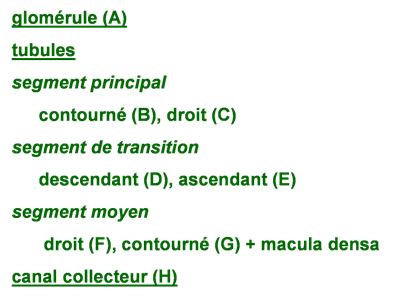 glomérule (A)
tubules
segment principal
contourné (B), droit (C)
segment de transition
descendant (D), ascendant (E)
segment moyen
droit (F), contourné (G) + macula densa
canal collecteur (H)